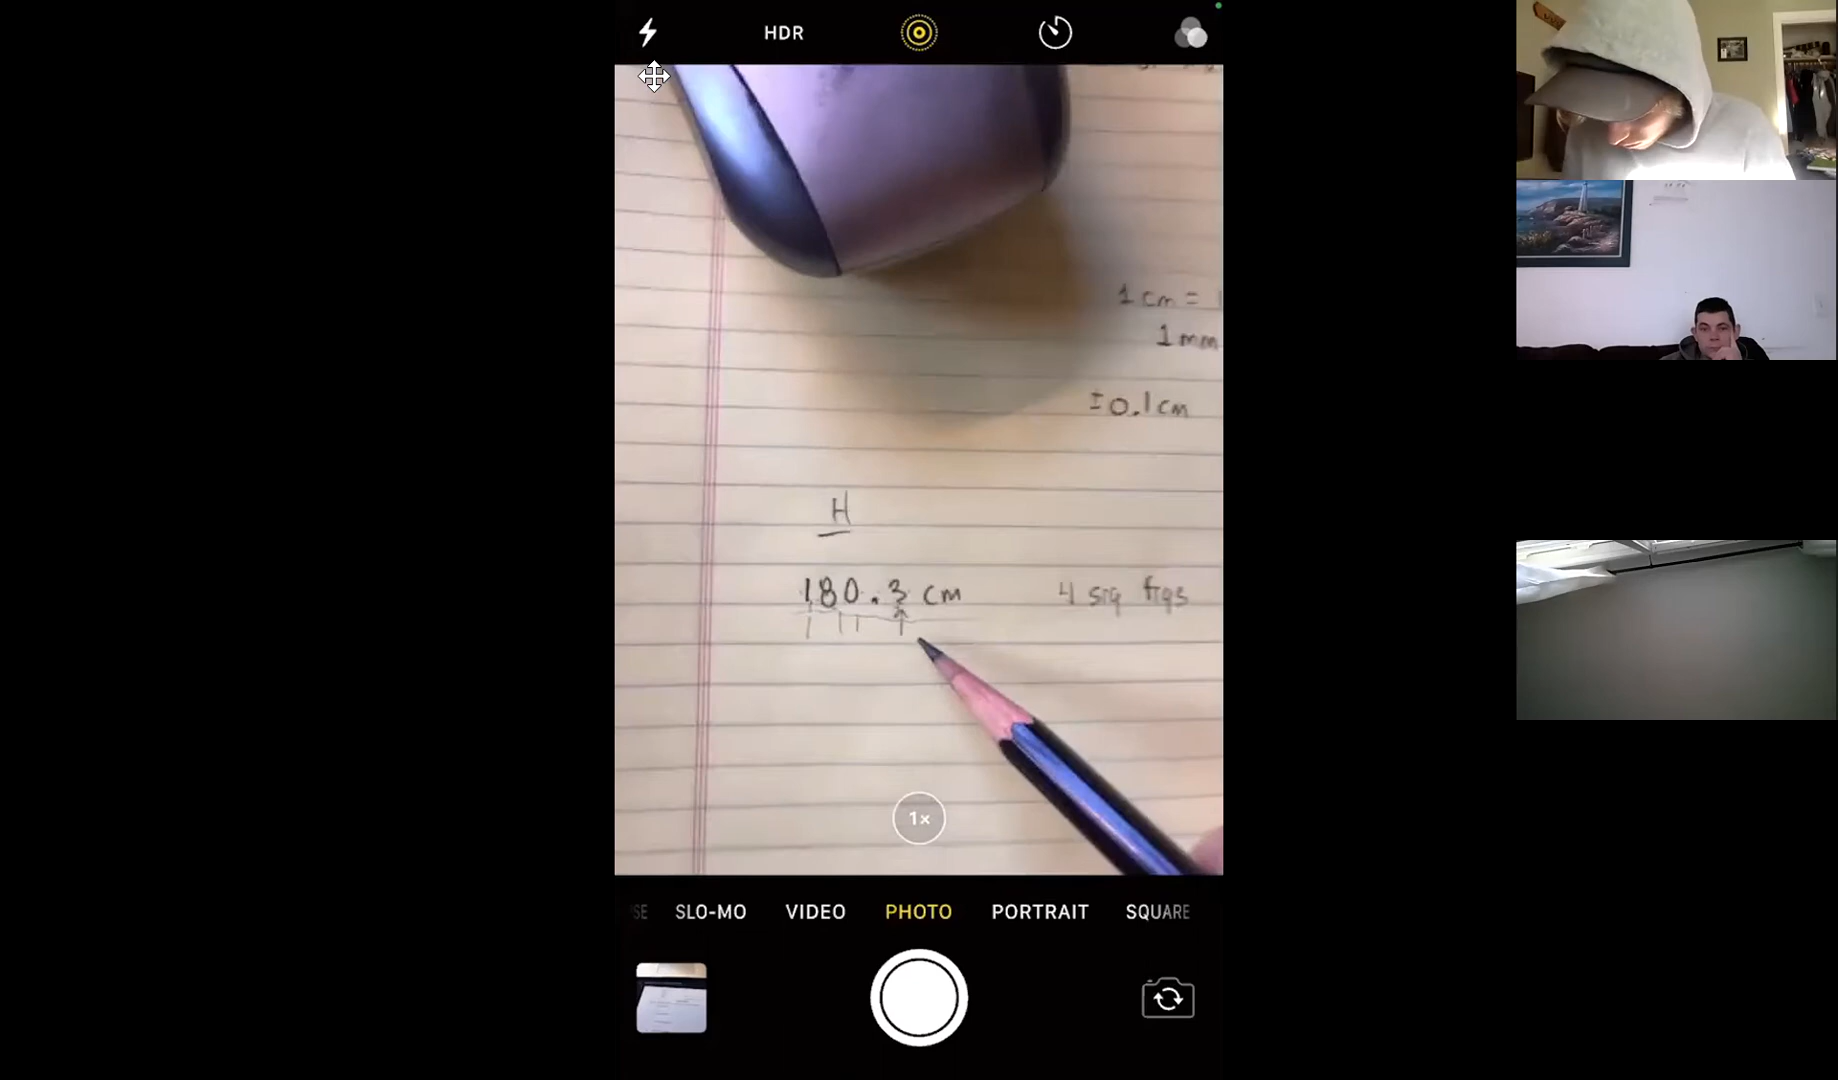 HDR
1 cm =
1 mm
± 0.1 cm
H
180.3 cm 4 sig figs
1×
SLO-MO VIDEO PHOTO PORTRAIT SQUARE